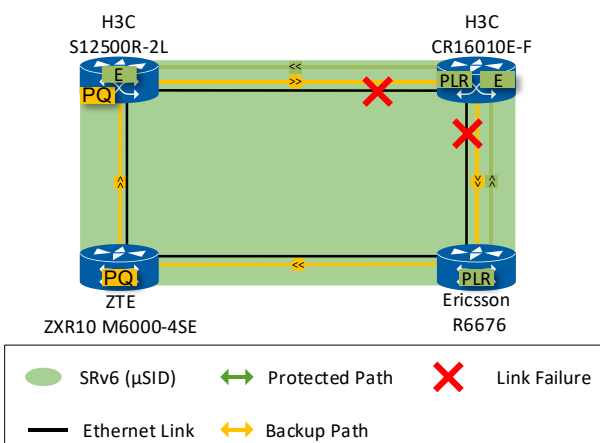 H3C
S12500R-2L
H3C
CR16010E-F
E
PQ
<<
>>
PLR
E
<<
>>
<<
PQ
<<
PLR
ZTE
ZXR10 M6000-4SE
Ericsson
R6676
SRv6 (µSID)
Protected Path
Link Failure
Ethernet Link
Backup Path